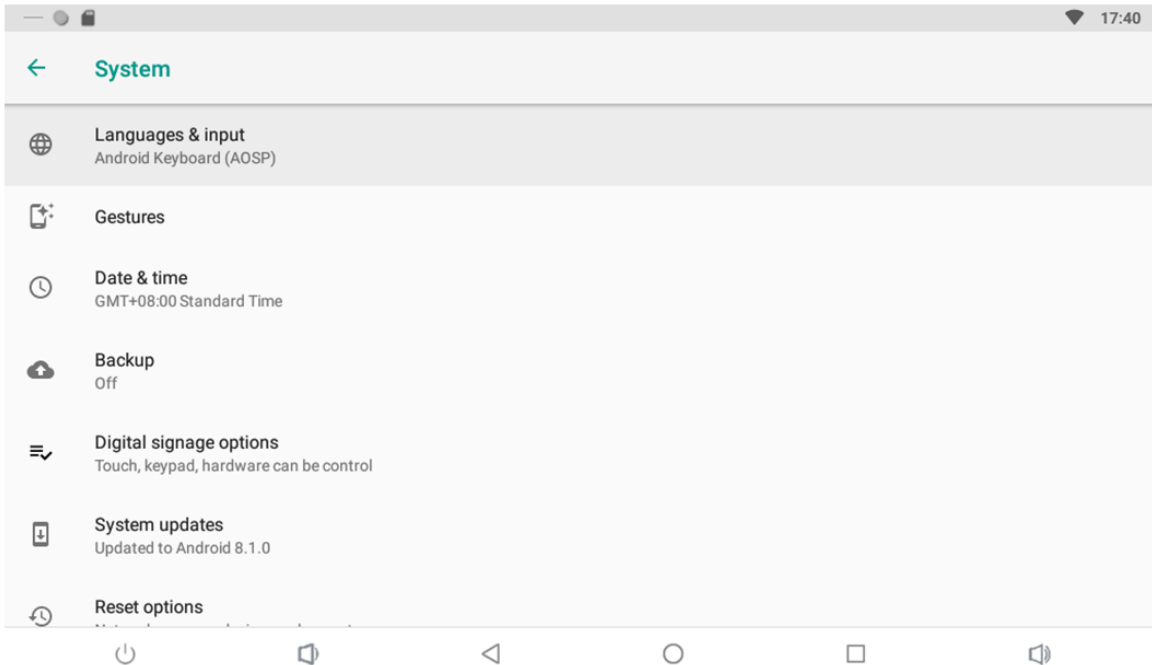 17:40
System
Languages & input
Android Keyboard (AOSP)
Gestures
Date & time
GMT+08:00 Standard Time
Backup
Off
Digital signage options
Touch, keypad, hardware can be control
System updates
Updated to Android 8.1.0
Reset options